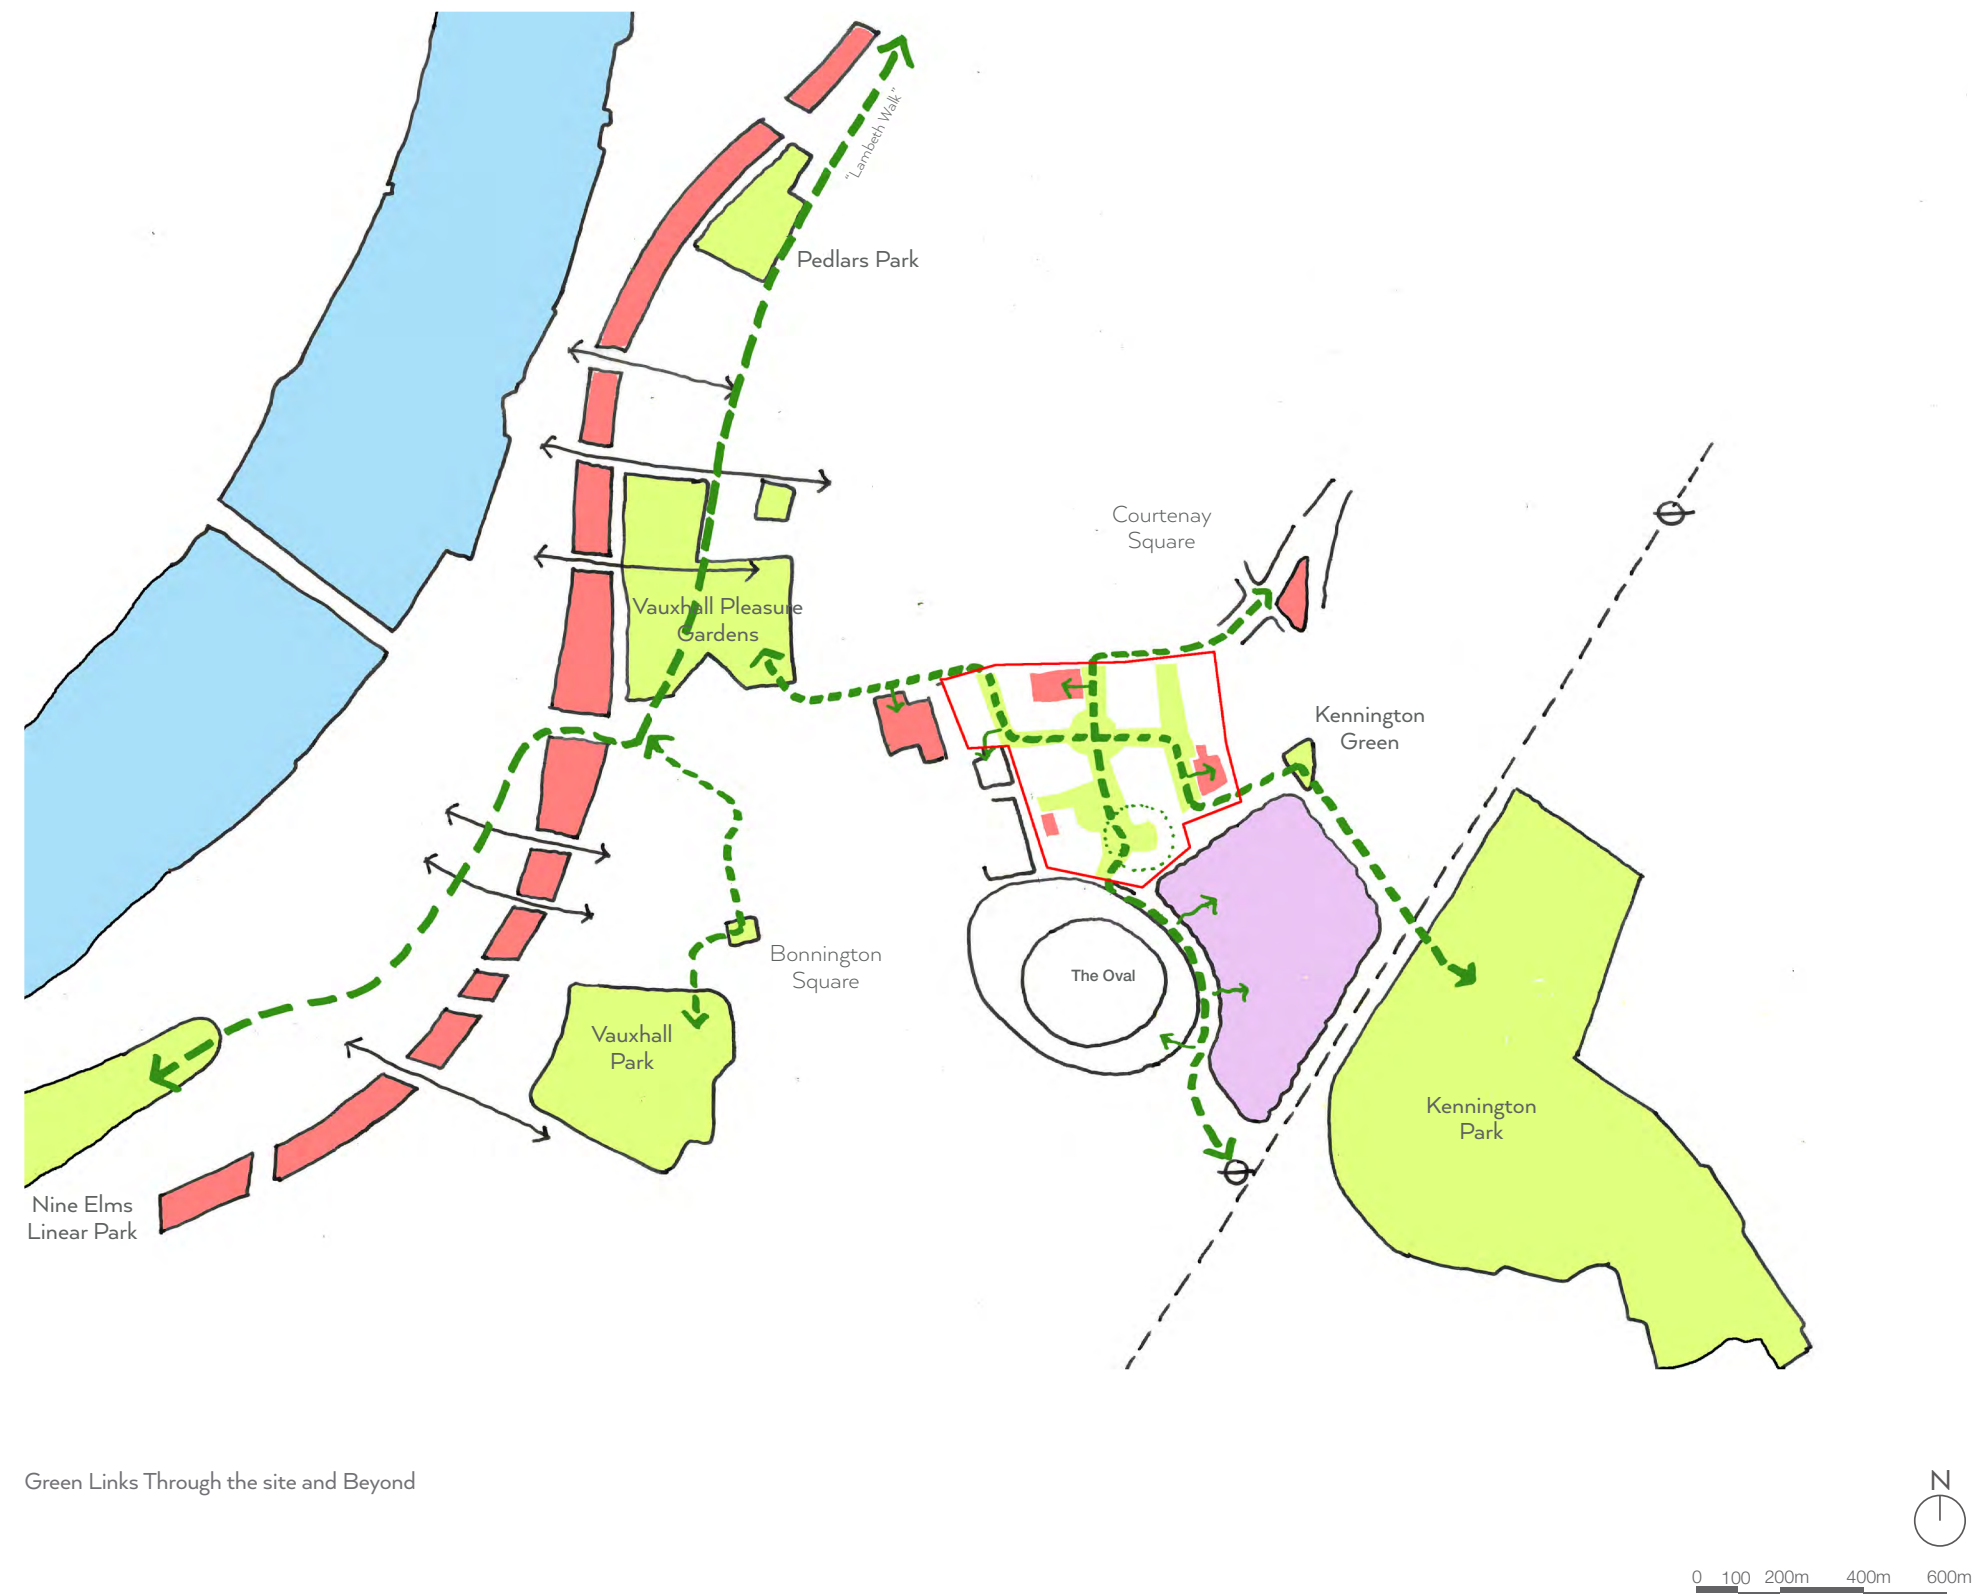 "Lambeth Walk"
Pedlars Park
Courtenay
Square
Vauxhall Pleasure
Gardens
Kennington
Green
Bonnington
Square
The Oval
Vauxhall
Park
Kennington
Park
Nine Elms
Linear Park
Green Links Through the site and Beyond
N
0 100 200m 400m 600m